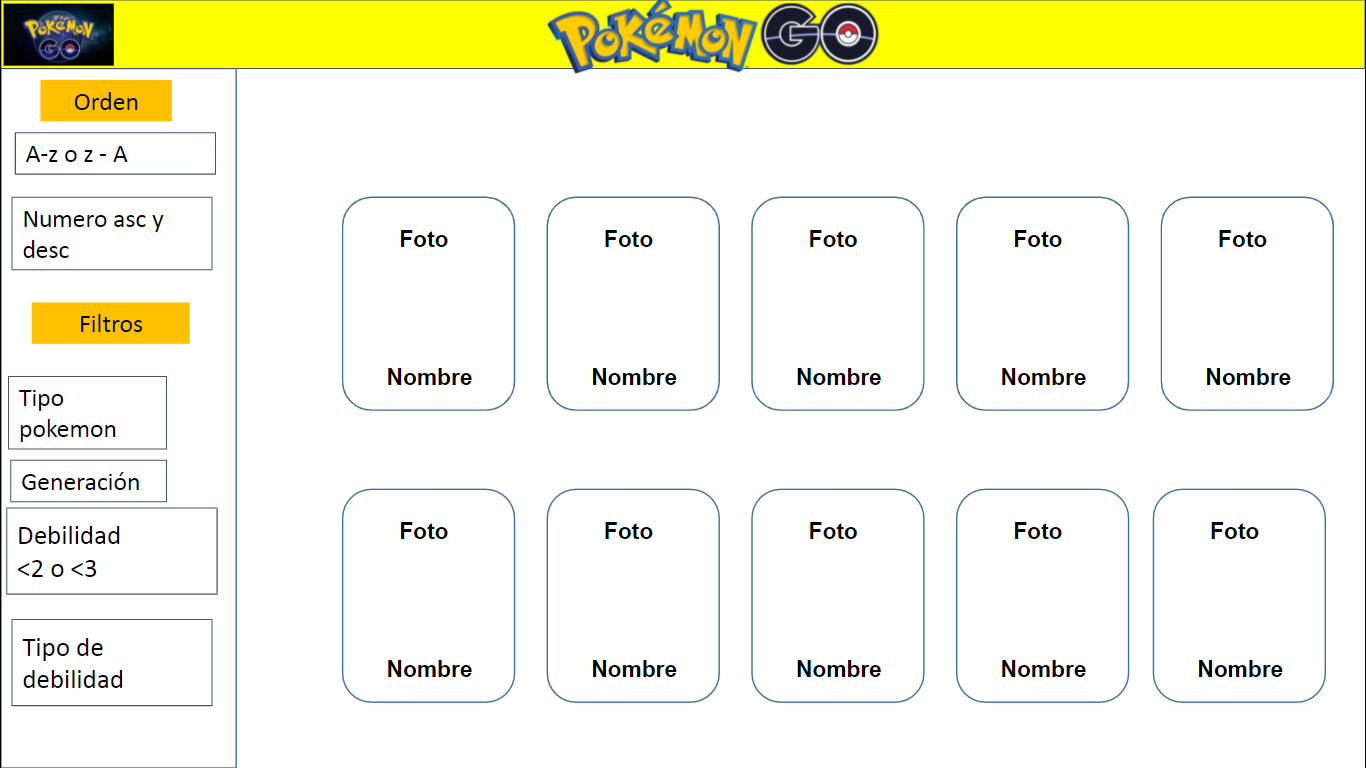 POKÉMON
GO
POKÉMON GO
Orden
A-z o z - A
Numero asc y
desc
Filtros
Tipo
pokemon
Generación
Debilidad
<2 o <3
Tipo de
debilidad
Foto Foto Foto Foto Foto
Nombre Nombre Nombre Nombre Nombre
Foto Foto Foto Foto Foto
Nombre Nombre Nombre Nombre Nombre